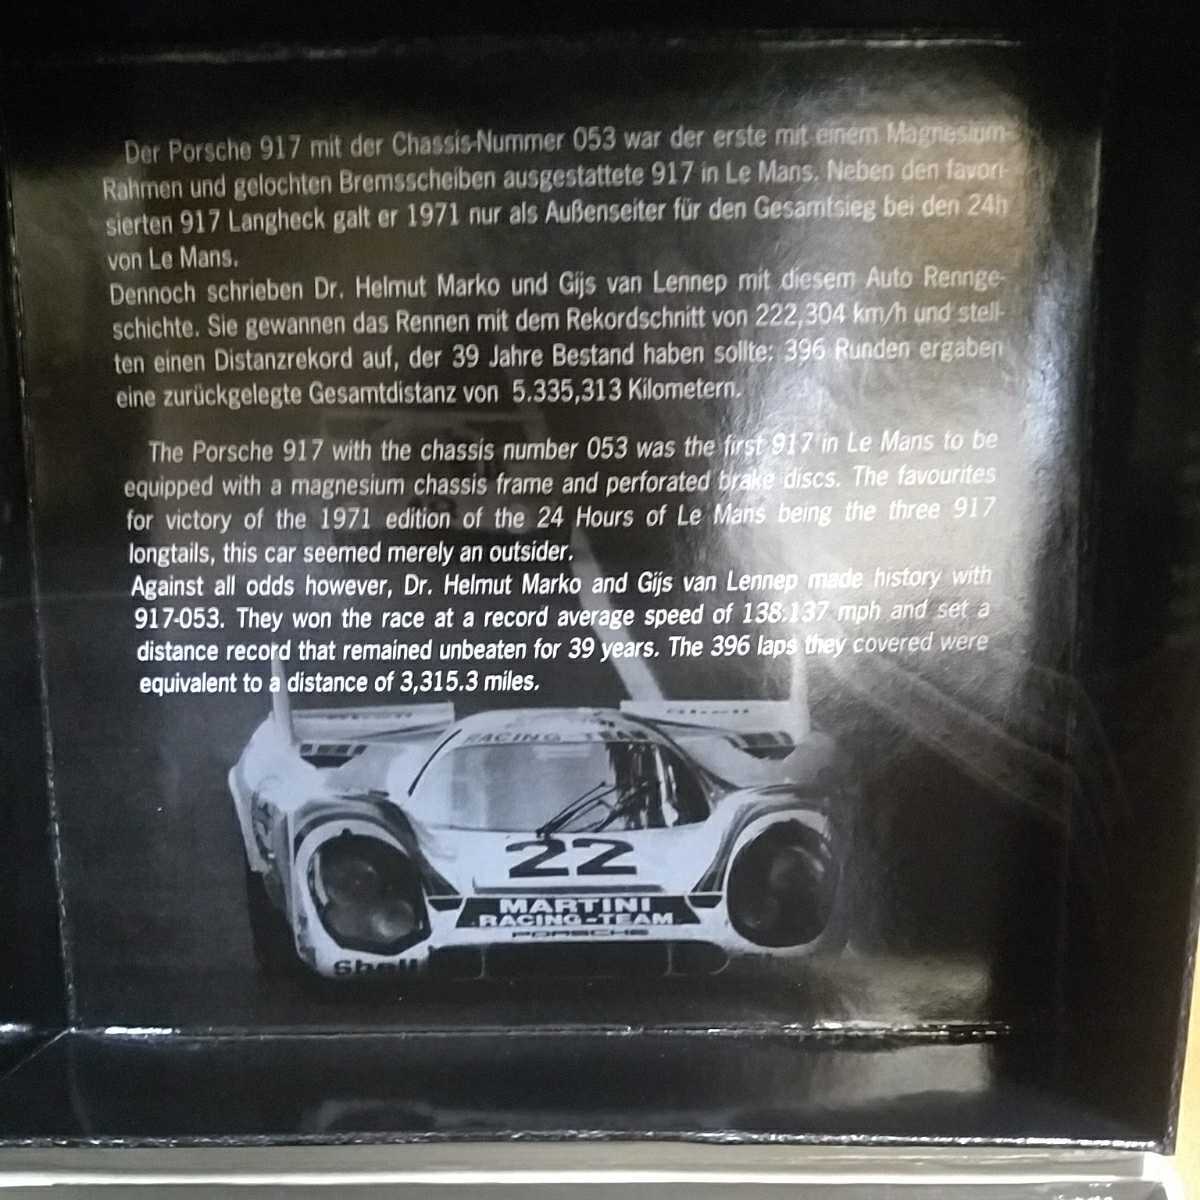 Der Porsche 917 mit der Chassis-Nummer 053 war der erste mit einem Magnesium-
Rahmen und gelochten Bremsscheiben ausgestattete 917 in Le Mans. Neben den favori-
sierten 917 Langheck galt er 1971 nur als Außenseiter für den Gesamtsieg bei den 24h
von Le Mans.
Dennoch schrieben Dr. Helmut Marko und Gijs van Lennep mit diesem Auto Rennge-
schichte. Sie gewannen das Rennen mit dem Rekordschnitt von 222,304 km/h und stell-
ten einen Distanzrekord auf, der 39 Jahre Bestand haben sollte: 396 Runden ergaben
eine zurückgelegte Gesamtdistanz von 5.335,313 Kilometern.
The Porsche 917 with the chassis number 053 was the first 917 in Le Mans to be
equipped with a magnesium chassis frame and perforated brake discs. The favourites
for victory of the 1971 edition of the 24 Hours of Le Mans being the three 917
longtails, this car seemed merely an outsider.
Against all odds however, Dr. Helmut Marko and Gijs van Lennep made history with
917-053. They won the race at a record average speed of 138.137 mph and set a
distance record that remained unbeaten for 39 years. The 396 laps they covered were
equivalent to a distance of 3,315.3 miles.
RACING TEAM
22
MARTINI
RACING-TEAM
PORSCHE
Shell